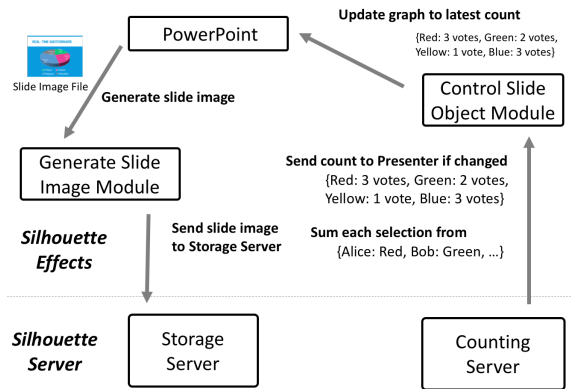 Update graph to latest count
{Red: 3 votes, Green: 2 votes,
Yellow: 1 vote, Blue: 3 votes}
PowerPoint
Slide Image File
Generate slide image
Control Slide
Object Module
Generate Slide
Image Module
Send count to Presenter if changed
{Red: 3 votes, Green: 2 votes,
Yellow: 1 vote, Blue: 3 votes}
Send slide image
to Storage Server
Sum each selection from
{Alice: Red, Bob: Green, ...}
Silhouette
Effects
Silhouette
Server
Storage
Server
Counting
Server